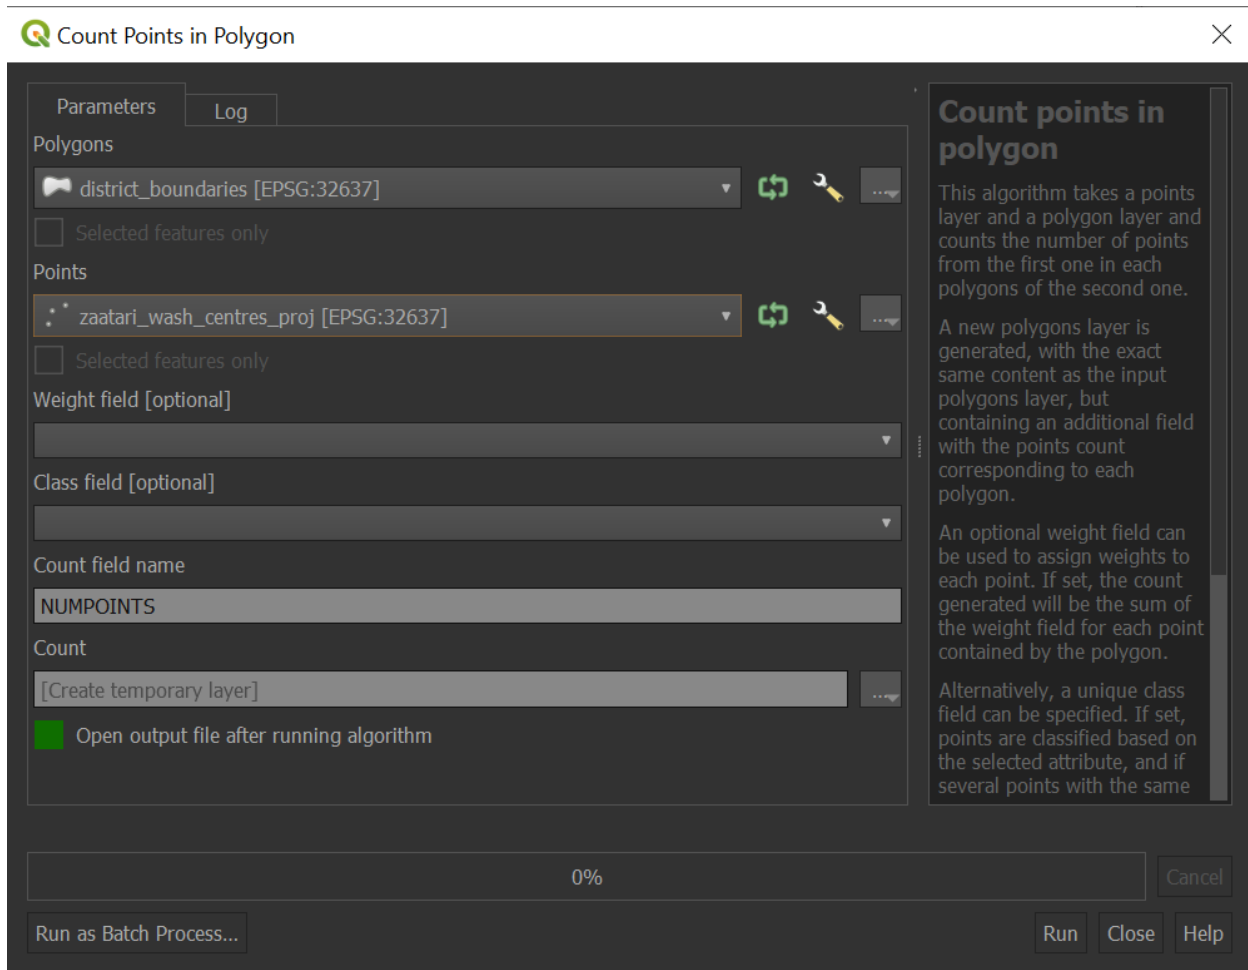 Count Points in Polygon
Parameters
Log
Polygons
district_boundaries [EPSG:32637]
...
Selected features only
Points
zaatari_wash_centres_proj [EPSG:32637]
...
Selected features only
Weight field [optional]
Class field [optional]
Count field name
NUMPOINTS
Count
[Create temporary layer]
...
Open output file after running algorithm
Count points in
polygon
This algorithm takes a points
layer and a polygon layer and
counts the number of points
from the first one in each
polygons of the second one.
A new polygons layer is
generated, with the exact
same content as the input
polygons layer, but
containing an additional field
with the points count
corresponding to each
polygon.
An optional weight field can
be used to assign weights to
each point. If set, the count
generated will be the sum of
the weight field for each point
contained by the polygon.
Alternatively, a unique class
field can be specified. If set,
points are classified based on
the selected attribute, and if
several points with the same
0%
Cancel
Run as Batch Process...
Run
Close
Help